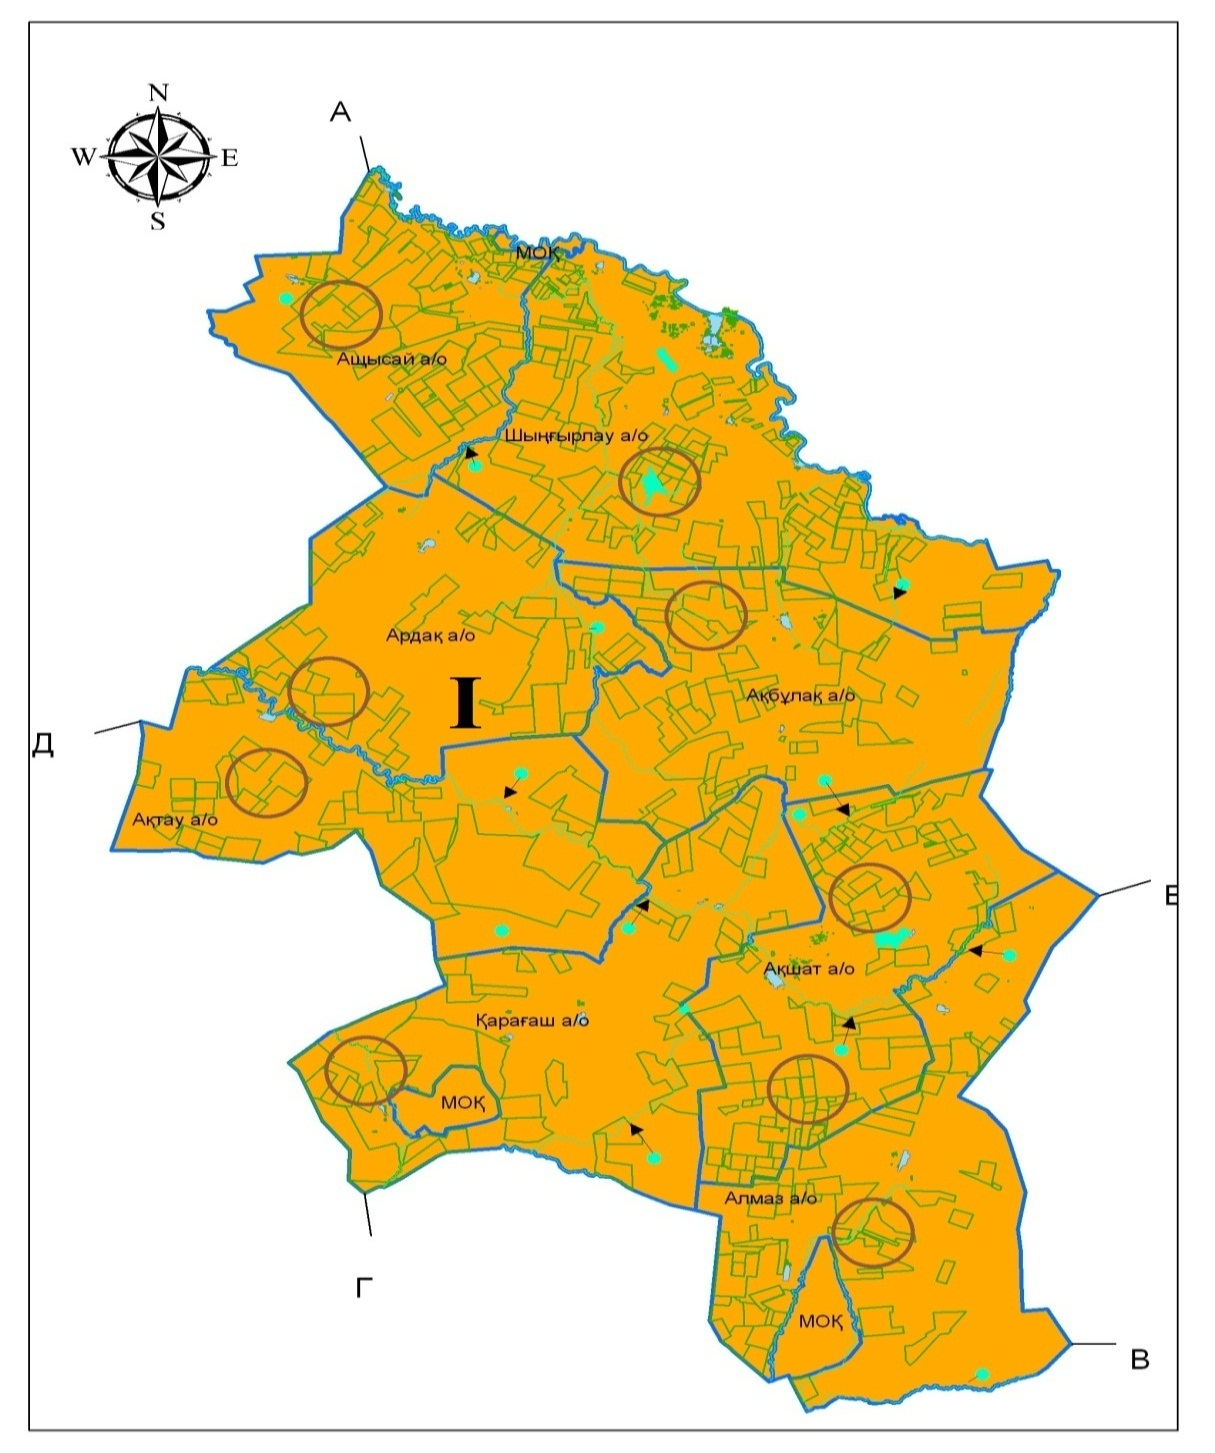 N
A
W
E
S
МОҚ
Ащысай а/о
Шыңғырлау а/о
Ардақ а/о
I
Ақбұлақ а/о
Д
Ақтау а/о
Ақшат а/о
Қарағаш а/о
МОҚ
Алмаз а/о
Г
МОҚ
В